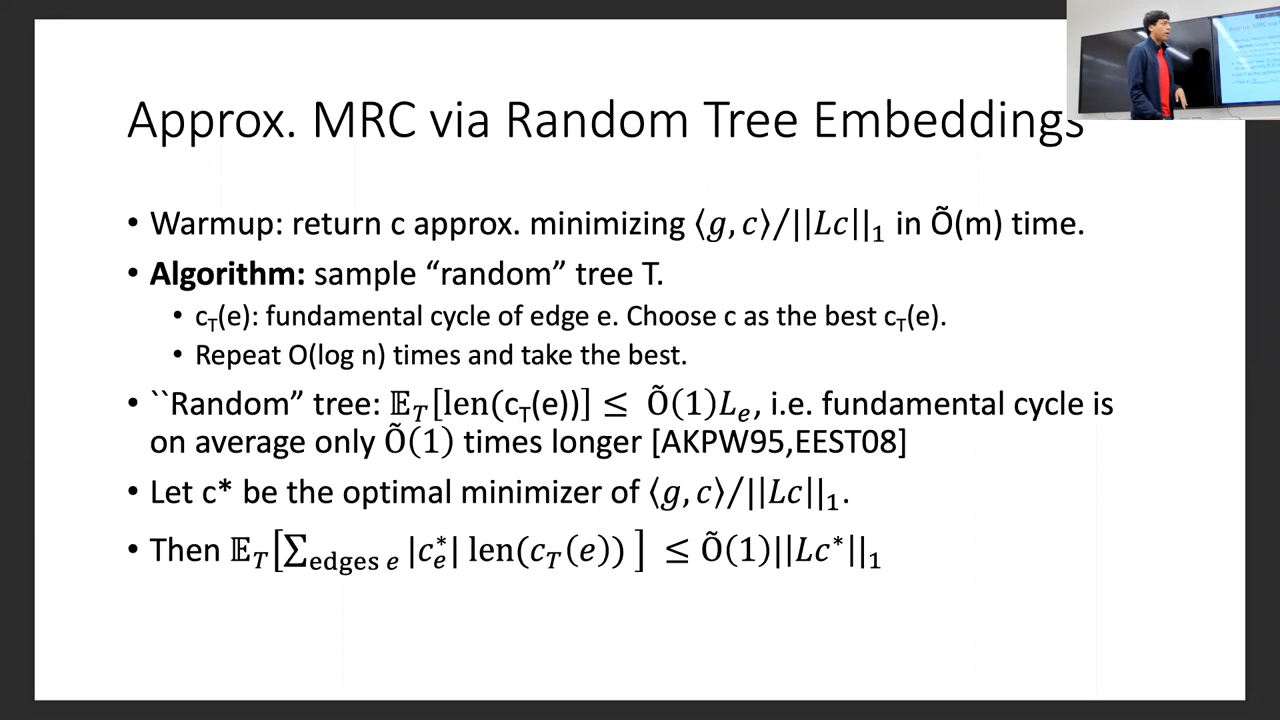 Approx. MRC via Random Tree Embeddings
• Warmup: return c approx. minimizing ⟨g, c⟩/||Lc||₁ in Õ(m) time.
• Algorithm: sample “random” tree T.
• c_T(e): fundamental cycle of edge e. Choose c as the best c_T(e).
• Repeat O(log n) times and take the best.
• ``Random” tree: 𝔼_T[len(c_T(e))] ≤ Õ(1)L_e, i.e. fundamental cycle is
on average only Õ(1) times longer [AKPW95,EEST08]
• Let c* be the optimal minimizer of ⟨g, c⟩/||Lc||₁.
• Then 𝔼_T[∑_{edges e} |c*_e| len(c_T(e)) ] ≤ Õ(1)||Lc*||₁